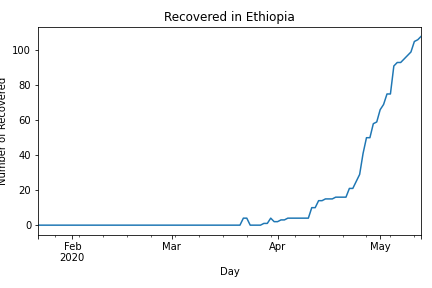 Recovered in Ethiopia
Number of Recovered
100
80
60
40
20
0
Feb
2020
Mar
Apr
May
Day